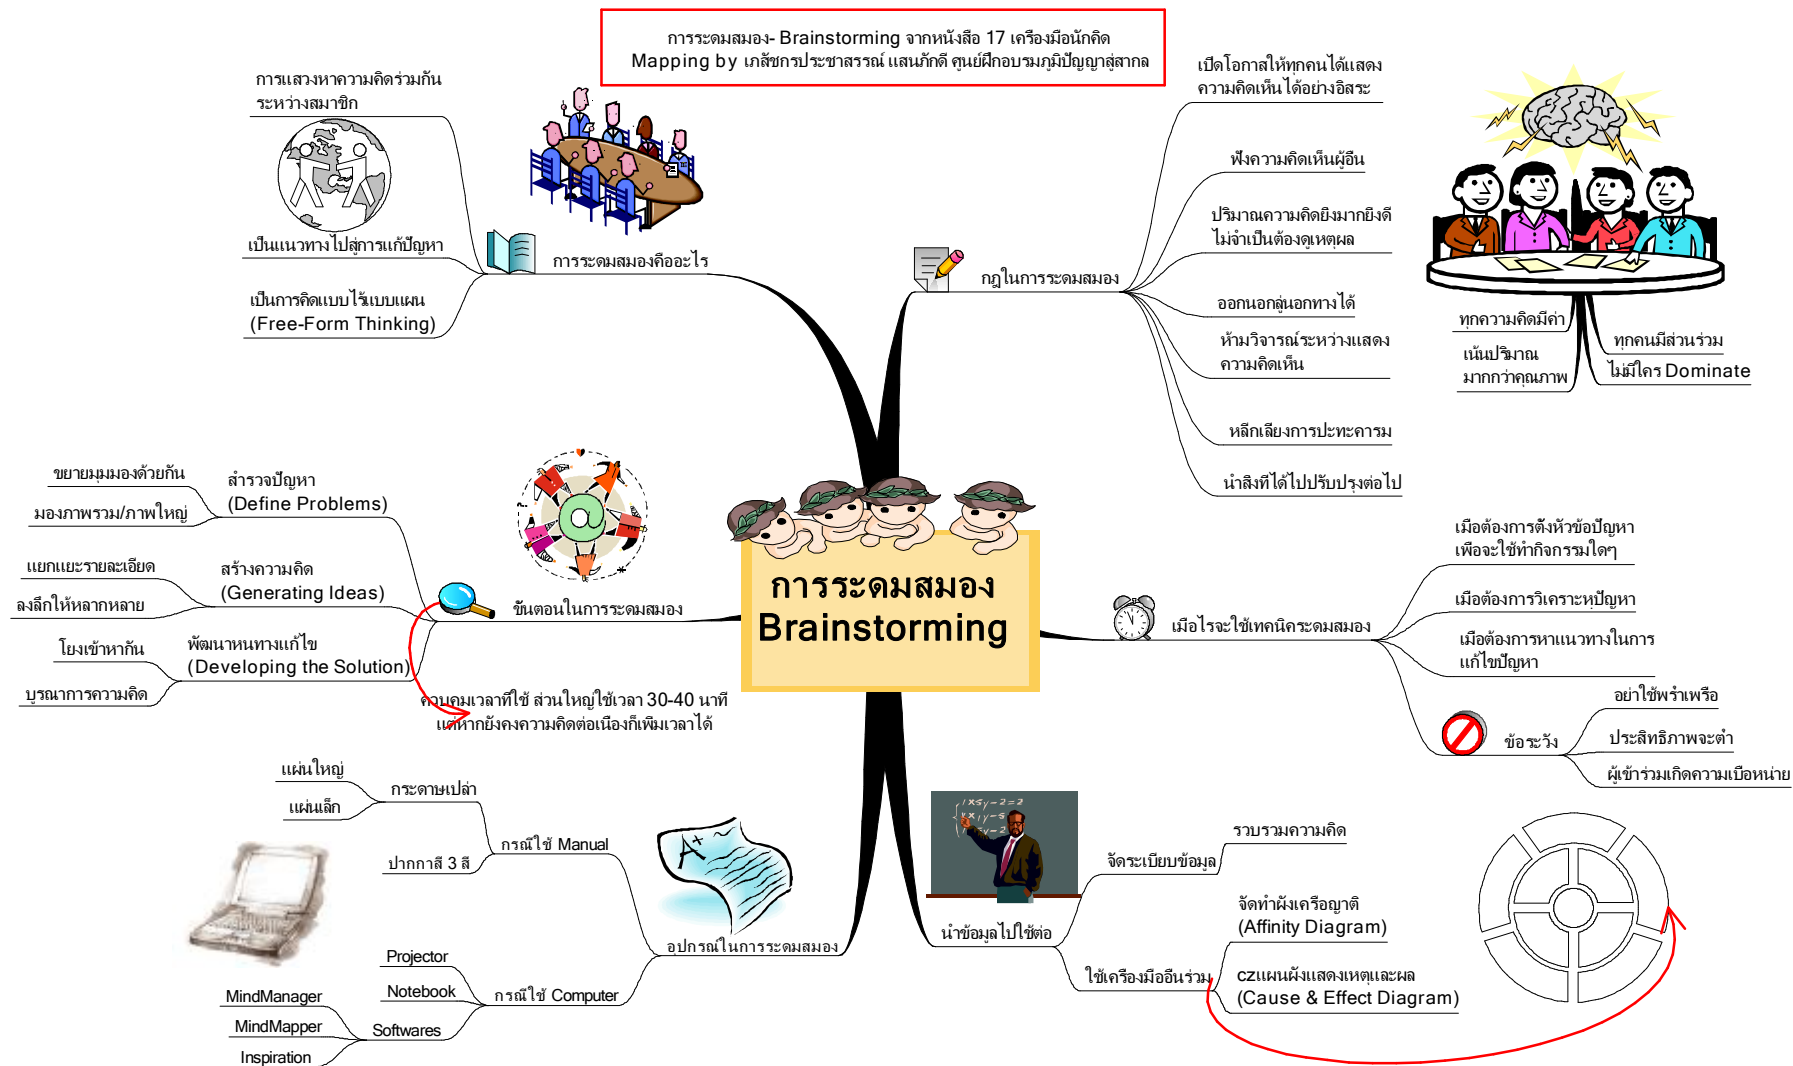 การระดมสมอง- Brainstorming จากหนังสือ 17 เครื่องมือนักคิด
Mapping by เภสัชกรประชาสรรณ์ แสนภักดี ศูนย์ฝึกอบรมภูมิปัญญาสู่สากล
การแสวงหาความคิดร่วมกัน
ระหว่างสมาชิก
เป็นแนวทางไปสู่การแก้ปัญหา
เป็นการคิดแบบไร้แบบแผน
(Free-Form Thinking)
การระดมสมองคืออะไร
เปิดโอกาสให้ทุกคนได้แสดง
ความคิดเห็นได้อย่างอิสระ
ฟังความคิดเห็นผู้อื่น
ปริมาณความคิดยิ่งมากยิ่งดี
ไม่จำเป็นต้องดูเหตุผล
กฎในการระดมสมอง
ออกนอกลู่นอกทางได้
ห้ามวิจารณ์ระหว่างแสดง
ความคิดเห็น
หลีกเลี่ยงการปะทะคารม
นำสิ่งที่ได้ไปปรับปรุงต่อไป
ทุกความคิดมีค่า
เน้นปริมาณ
มากกว่าคุณภาพ
ทุกคนมีส่วนร่วม
ไม่มีใคร Dominate
ขยายมุมมองด้วยกัน
มองภาพรวม/ภาพใหญ่
สำรวจปัญหา
(Define Problems)
แยกแยะรายละเอียด
ลงลึกให้หลากหลาย
สร้างความคิด
(Generating Ideas)
โยงเข้าหากัน
บูรณาการความคิด
พัฒนาหนทางแก้ไข
(Developing the Solution)
ขั้นตอนในการระดมสมอง
ควบคุมเวลาที่ใช้ ส่วนใหญ่ใช้เวลา 30-40 นาที
แต่หากยังคงความคิดต่อเนื่องก็เพิ่มเวลาได้
การระดมสมอง
Brainstorming
เมื่อไรจะใช้เทคนิคระดมสมอง
เมื่อต้องการตั้งหัวข้อปัญหา
เพื่อจะใช้ทำกิจกรรมใดๆ
เมื่อต้องการวิเคราะหฺปัญหา
เมื่อต้องการหาแนวทางในการ
แก้ไขปัญหา
ข้อระวัง
อย่าใช้พร่ำเพรื่อ
ประสิทธิภาพจะต่ำ
ผู้เข้าร่วมเกิดความเบื่อหน่าย
แผ่นใหญ่
แผ่นเล็ก
กระดาษเปล่า
ปากกาสี 3 สี
กรณีใช้ Manual
อุปกรณ์ในการระดมสมอง
Projector
Notebook
กรณีใช้ Computer
MindManager
MindMapper
Inspiration
Softwares
นำข้อมูลไปใช้ต่อ
จัดระเบียบข้อมูล
รวบรวมความคิด
ใช้เครื่องมืออื่นร่วม
จัดทำผังเครือญาติ
(Affinity Diagram)
czแผนผังแสดงเหตุและผล
(Cause & Effect Diagram)
A+